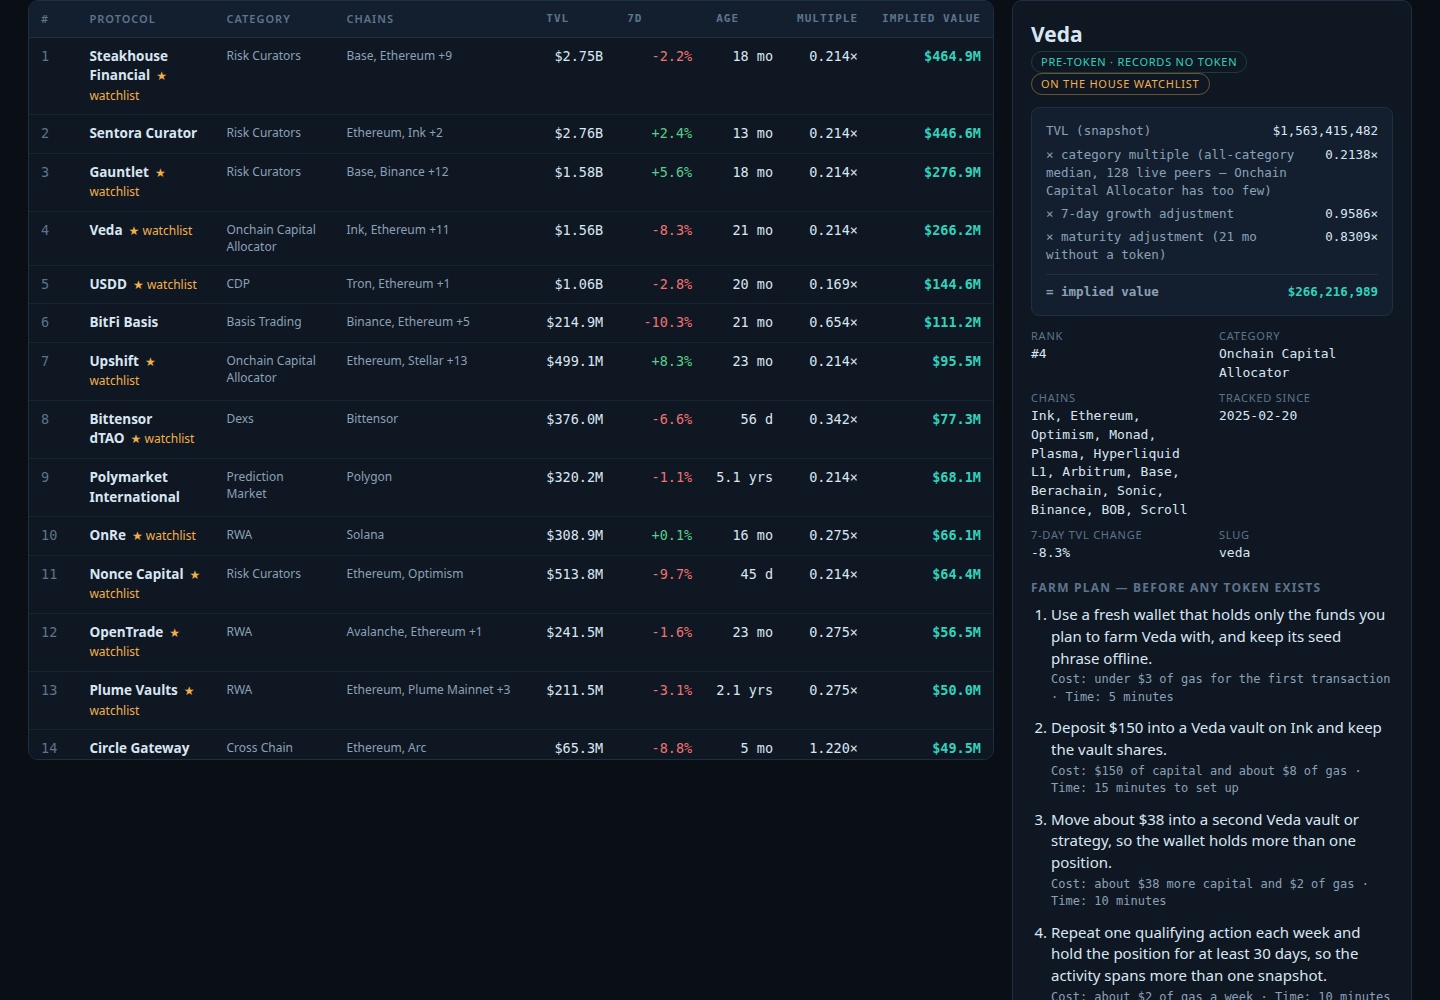 # PROTOCOL CATEGORY CHAINS TVL 7D AGE MULTIPLE IMPLIED VALUE
1 Steakhouse Financial ★ watchlist Risk Curators Base, Ethereum +9 $2.75B -2.2% 18 mo 0.214× $464.9M
2 Sentora Curator Risk Curators Ethereum, Ink +2 $2.76B +2.4% 13 mo 0.214× $446.6M
3 Gauntlet ★ watchlist Risk Curators Base, Binance +12 $1.58B +5.6% 18 mo 0.214× $276.9M
4 Veda ★ watchlist Onchain Capital Allocator Ink, Ethereum +11 $1.56B -8.3% 21 mo 0.214× $266.2M
5 USDD ★ watchlist CDP Tron, Ethereum +1 $1.06B -2.8% 20 mo 0.169× $144.6M
6 BitFi Basis Basis Trading Binance, Ethereum +5 $214.9M -10.3% 21 mo 0.654× $111.2M
7 Upshift ★ watchlist Onchain Capital Allocator Ethereum, Stellar +13 $499.1M +8.3% 23 mo 0.214× $95.5M
8 Bittensor dTAO ★ watchlist Dexs Bittensor $376.0M -6.6% 56 d 0.342× $77.3M
9 Polymarket International Prediction Market Polygon $320.2M -1.1% 5.1 yrs 0.214× $68.1M
10 OnRe ★ watchlist RWA Solana $308.9M +0.1% 16 mo 0.275× $66.1M
11 Nonce Capital ★ watchlist Risk Curators Ethereum, Optimism $513.8M -9.7% 45 d 0.214× $64.4M
12 OpenTrade ★ watchlist RWA Avalanche, Ethereum +1 $241.5M -1.6% 23 mo 0.275× $56.5M
13 Plume Vaults ★ watchlist RWA Ethereum, Plume Mainnet +3 $211.5M -3.1% 2.1 yrs 0.275× $50.0M
14 Circle Gateway Cross Chain Ethereum, Arc $65.3M -8.8% 5 mo 1.220× $49.5M
Veda
PRE-TOKEN · RECORDS NO TOKEN
ON THE HOUSE WATCHLIST
TVL (snapshot) $1,563,415,482
× category multiple (all-category 0.2138×
median, 128 live peers — Onchain
Capital Allocator has too few)
× 7-day growth adjustment 0.9586×
× maturity adjustment (21 mo 0.8309×
without a token)
= implied value $266,216,989
RANK CATEGORY
#4 Onchain Capital
Allocator
CHAINS TRACKED SINCE
Ink, Ethereum, 2025-02-20
Optimism, Monad,
Plasma, Hyperliquid
L1, Arbitrum, Base,
Berachain, Sonic,
Binance, BOB, Scroll
7-DAY TVL CHANGE SLUG
-8.3% veda
FARM PLAN — BEFORE ANY TOKEN EXISTS
1. Use a fresh wallet that holds only the funds you
plan to farm Veda with, and keep its seed
phrase offline.
Cost: under $3 of gas for the first transaction
· Time: 5 minutes
2. Deposit $150 into a Veda vault on Ink and keep
the vault shares.
Cost: $150 of capital and about $8 of gas ·
Time: 15 minutes to set up
3. Move about $38 into a second Veda vault or
strategy, so the wallet holds more than one
position.
Cost: about $38 more capital and $2 of gas ·
Time: 10 minutes
4. Repeat one qualifying action each week and
hold the position for at least 30 days, so the
activity spans more than one snapshot.
Cost: about $2 of gas a week · Time: 10 minutes